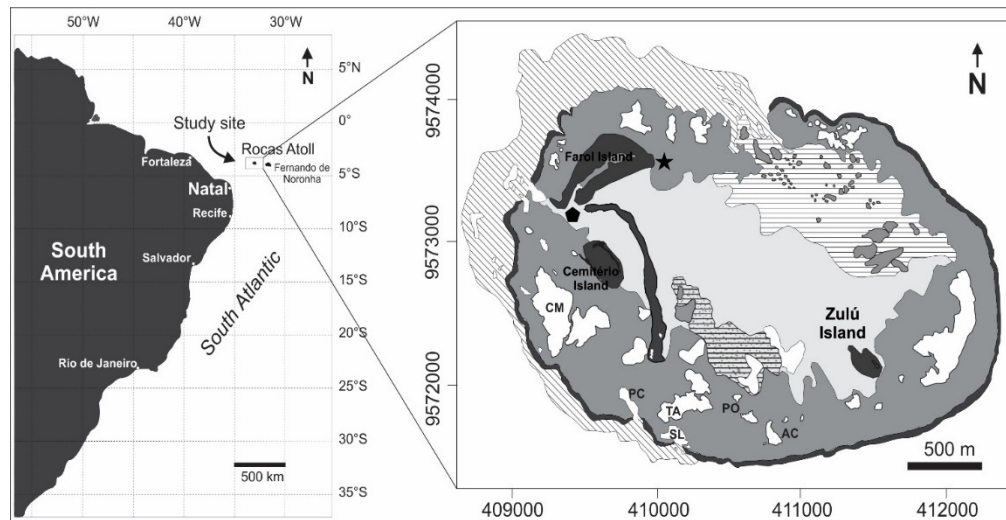 50°W
40°W
30°W
N
5°N
Study site
0°
Rocas Atoll
Fortaleza
Fernando de
Noronha
Natal
5°S
Recife
10°S
South
America
Salvador
South Atlantic
15°S
20°S
Rio de Janeiro
25°S
30°S
500 km
35°S
N
9574000
9573000
9572000
Farol Island
Cemitério
Island
CM
Zulú
Island
PC
TA
PO
SL
AC
500 m
409000
410000
411000
412000